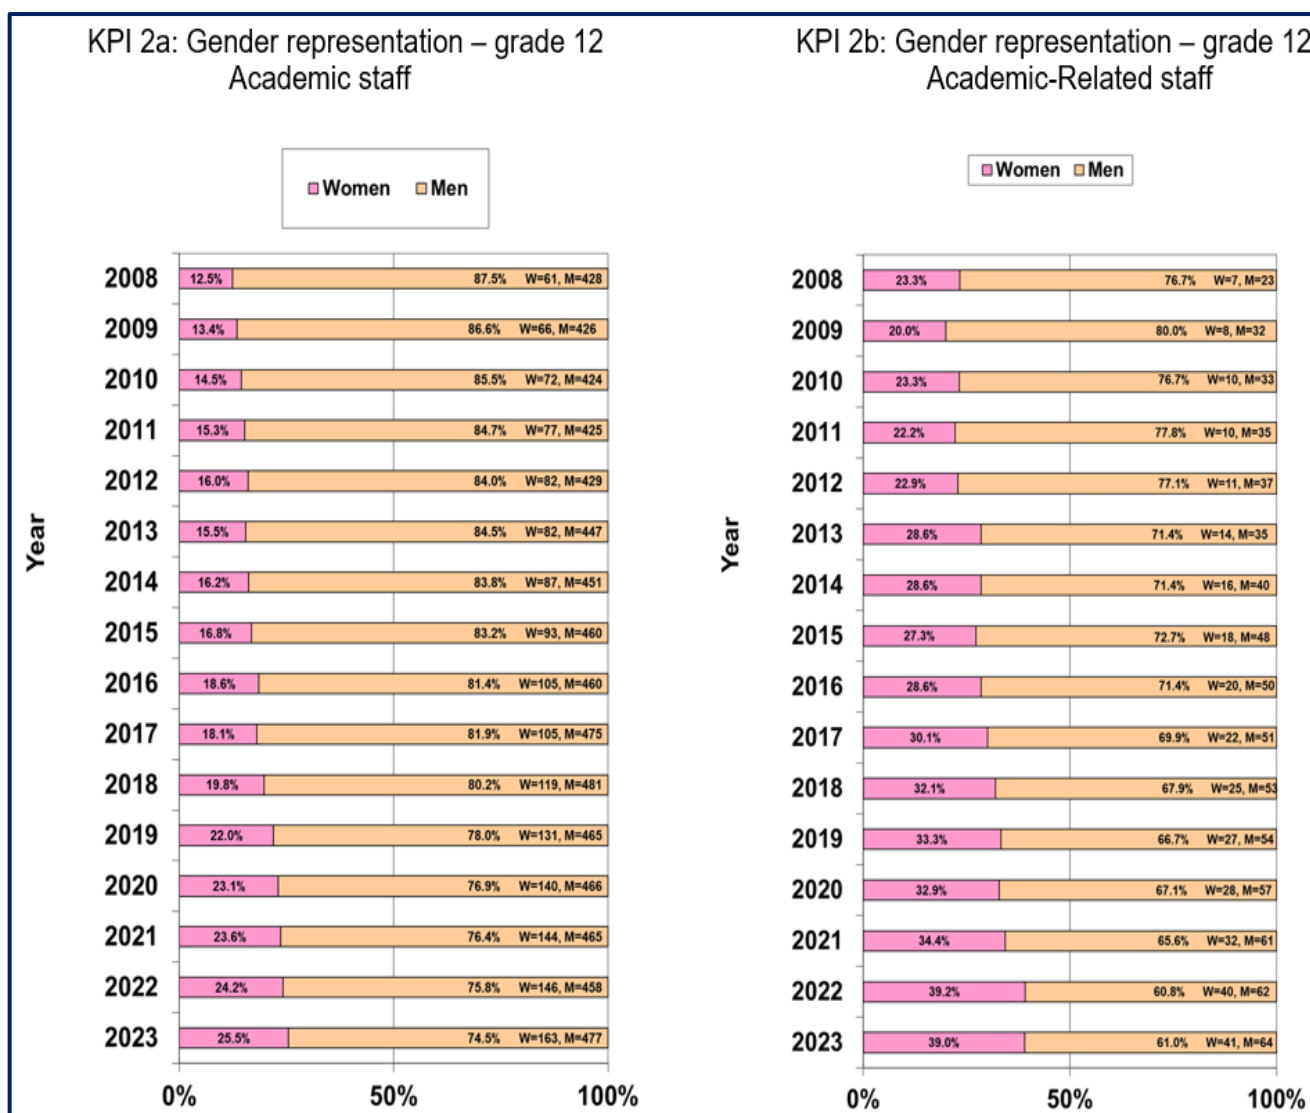 KPI 2a: Gender representation – grade 12
Academic staff
Women Men
Year
2008 12.5% 87.5% W=61, M=428
2009 13.4% 86.6% W=66, M=426
2010 14.5% 85.5% W=72, M=424
2011 15.3% 84.7% W=77, M=425
2012 16.0% 84.0% W=82, M=429
2013 15.5% 84.5% W=82, M=447
2014 16.2% 83.8% W=87, M=451
2015 16.8% 83.2% W=93, M=460
2016 18.6% 81.4% W=105, M=460
2017 18.1% 81.9% W=105, M=475
2018 19.8% 80.2% W=119, M=481
2019 22.0% 78.0% W=131, M=465
2020 23.1% 76.9% W=140, M=466
2021 23.6% 76.4% W=144, M=465
2022 24.2% 75.8% W=146, M=458
2023 25.5% 74.5% W=163, M=477
0% 50% 100%
KPI 2b: Gender representation – grade 12
Academic-Related staff
Women Men
Year
2008 23.3% 76.7% W=7, M=23
2009 20.0% 80.0% W=8, M=32
2010 23.3% 76.7% W=10, M=33
2011 22.2% 77.8% W=10, M=35
2012 22.9% 77.1% W=11, M=37
2013 28.6% 71.4% W=14, M=35
2014 28.6% 71.4% W=16, M=40
2015 27.3% 72.7% W=18, M=48
2016 28.6% 71.4% W=20, M=50
2017 30.1% 69.9% W=22, M=51
2018 32.1% 67.9% W=25, M=53
2019 33.3% 66.7% W=27, M=54
2020 32.9% 67.1% W=28, M=57
2021 34.4% 65.6% W=32, M=61
2022 39.2% 60.8% W=40, M=62
2023 39.0% 61.0% W=41, M=64
0% 50% 100%